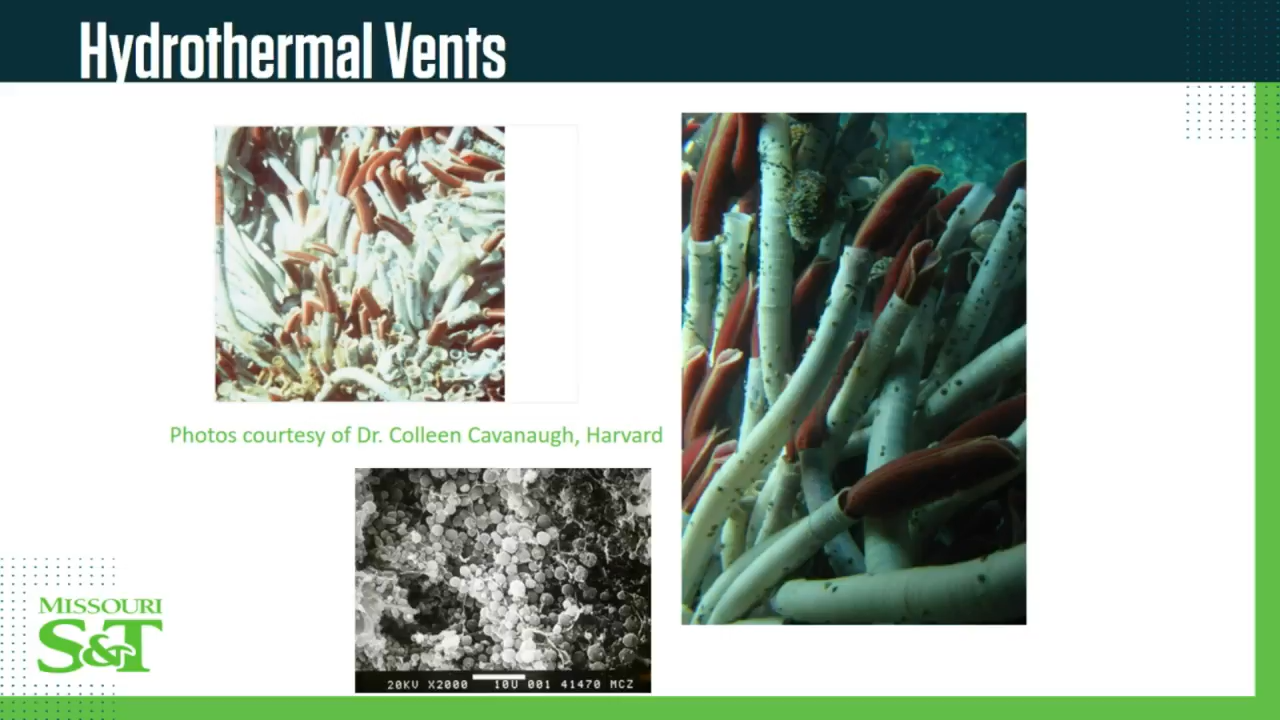 Hydrothermal Vents
Photos courtesy of Dr. Colleen Cavanaugh, Harvard
20KV X2000 10U 001 41470 MCZ
MISSOURI
S&T